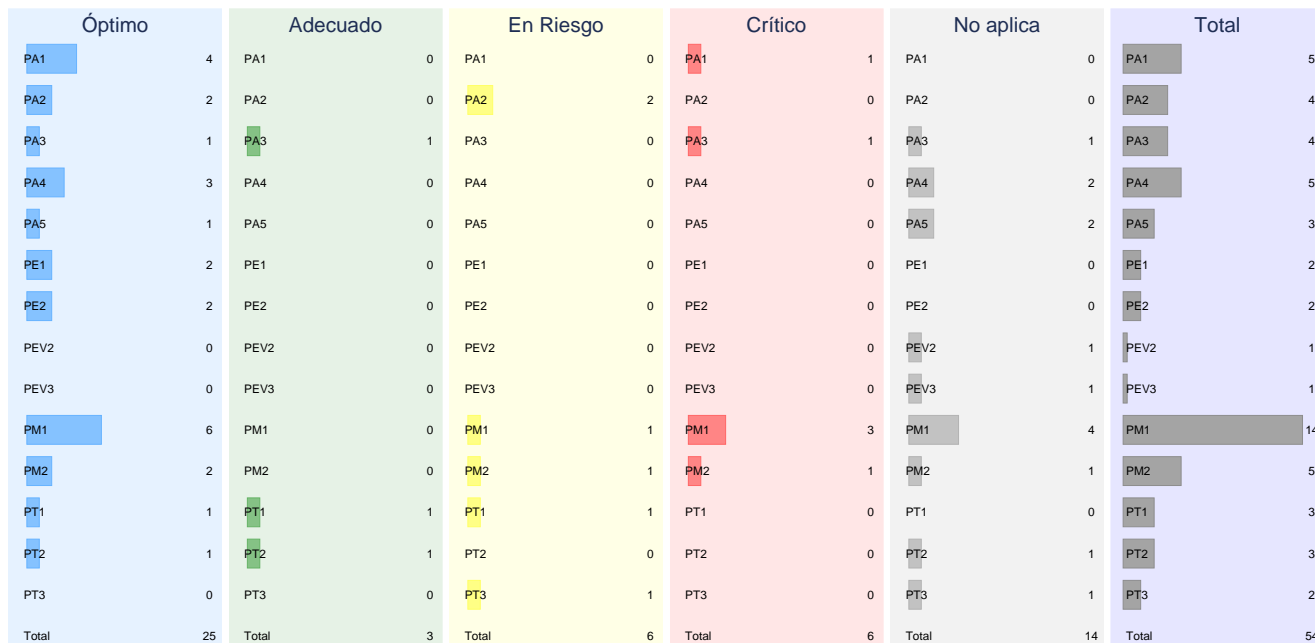 Óptimo Adecuado En Riesgo Crítico No aplica Total
PA1 4 PA1 0 PA1 0 PA1 1 PA1 0 PA1 5
PA2 2 PA2 0 PA2 2 PA2 0 PA2 0 PA2 4
PA3 1 PA3 1 PA3 0 PA3 1 PA3 1 PA3 4
PA4 3 PA4 0 PA4 0 PA4 0 PA4 2 PA4 5
PA5 1 PA5 0 PA5 0 PA5 0 PA5 2 PA5 3
PE1 2 PE1 0 PE1 0 PE1 0 PE1 0 PE1 2
PE2 2 PE2 0 PE2 0 PE2 0 PE2 0 PE2 2
PEV2 0 PEV2 0 PEV2 0 PEV2 0 PEV2 1 PEV2 1
PEV3 0 PEV3 0 PEV3 0 PEV3 0 PEV3 1 PEV3 1
PM1 6 PM1 0 PM1 1 PM1 3 PM1 4 PM1 14
PM2 2 PM2 0 PM2 1 PM2 1 PM2 1 PM2 5
PT1 1 PT1 1 PT1 1 PT1 0 PT1 0 PT1 3
PT2 1 PT2 1 PT2 0 PT2 0 PT2 1 PT2 3
PT3 0 PT3 0 PT3 1 PT3 0 PT3 1 PT3 2
Total 25 Total 3 Total 6 Total 6 Total 14 Total 54